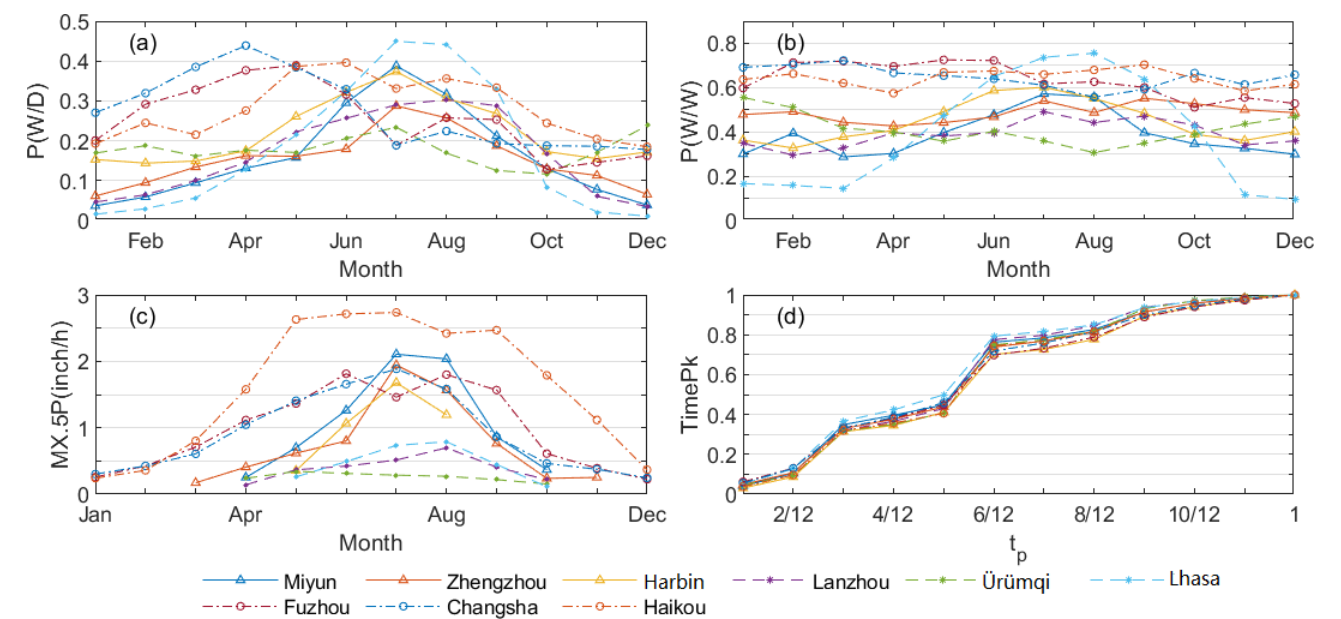 (a)
P(W/D)
0.5
0.4
0.3
0.2
0.1
0
Feb Apr Jun Aug Oct Dec
Month
(b)
P(W/W)
0.8
0.6
0.4
0.2
0
Feb Apr Jun Aug Oct Dec
Month
(c)
MX.5P(inch/h)
3
2
1
0
Jan Apr Aug Dec
Month
(d)
TimePk
1
0.8
0.6
0.4
0.2
0
2/12 4/12 6/12 8/12 10/12 1
tp
Miyun Zhengzhou Harbin Lanzhou Ürümqi Lhasa
Fuzhou Changsha Haikou